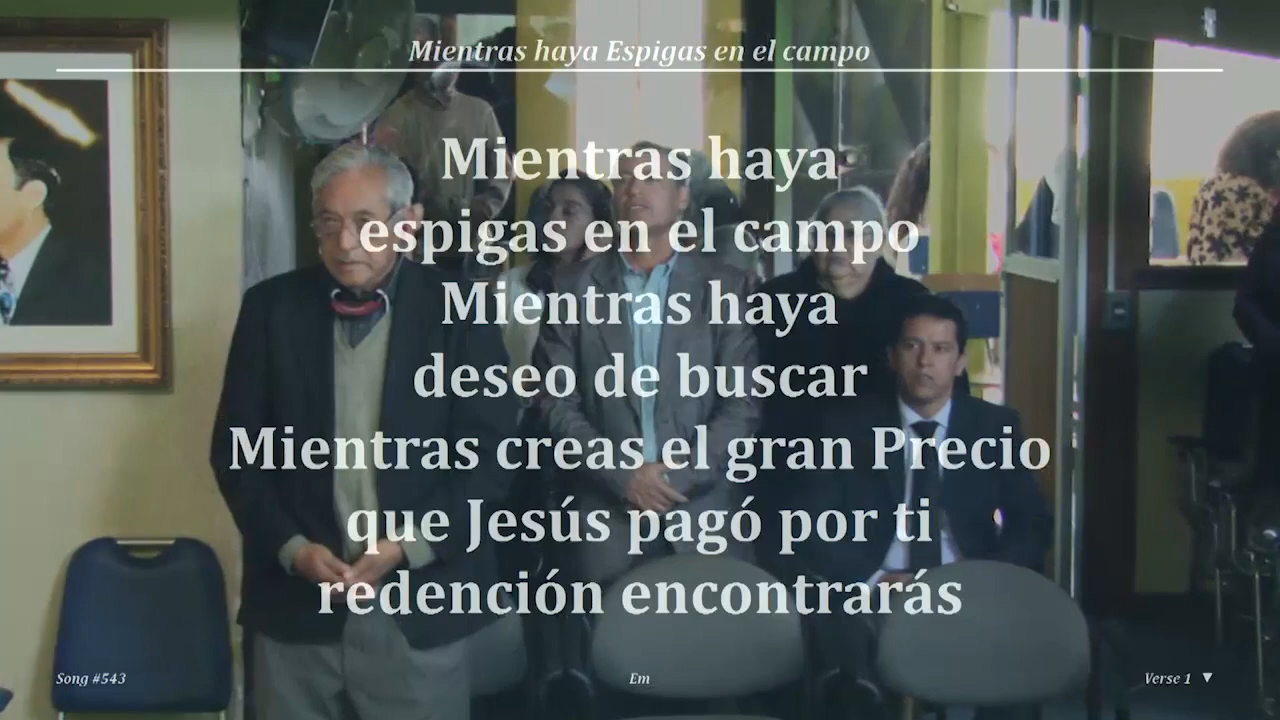 Mientras haya Espigas en el campo
Mientras haya
espigas en el campo
Mientras haya
deseo de buscar
Mientras creas el gran Precio
que Jesús pagó por ti
redención encontrarás
Song #543
Em
Verse 1 ▼